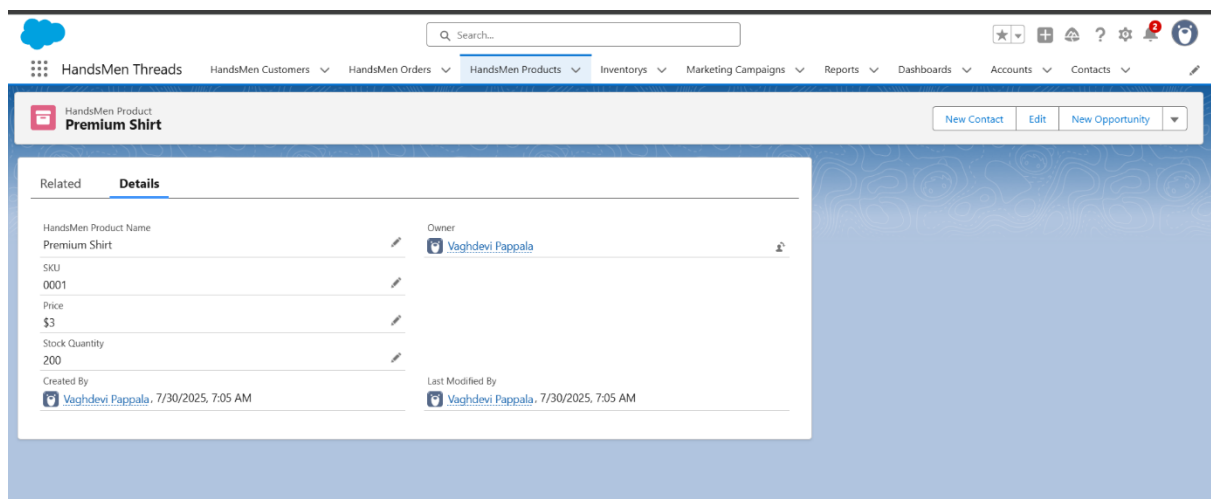 Search...
2
HandsMen Threads HandsMen Customers HandsMen Orders HandsMen Products Inventorys Marketing Campaigns Reports Dashboards Accounts Contacts
HandsMen Product
Premium Shirt
New Contact Edit New Opportunity
Related Details
HandsMen Product Name Owner
Premium Shirt Vaghdevi Pappala
SKU
0001
Price
$3
Stock Quantity
200
Created By Last Modified By
Vaghdevi Pappala, 7/30/2025, 7:05 AM Vaghdevi Pappala, 7/30/2025, 7:05 AM